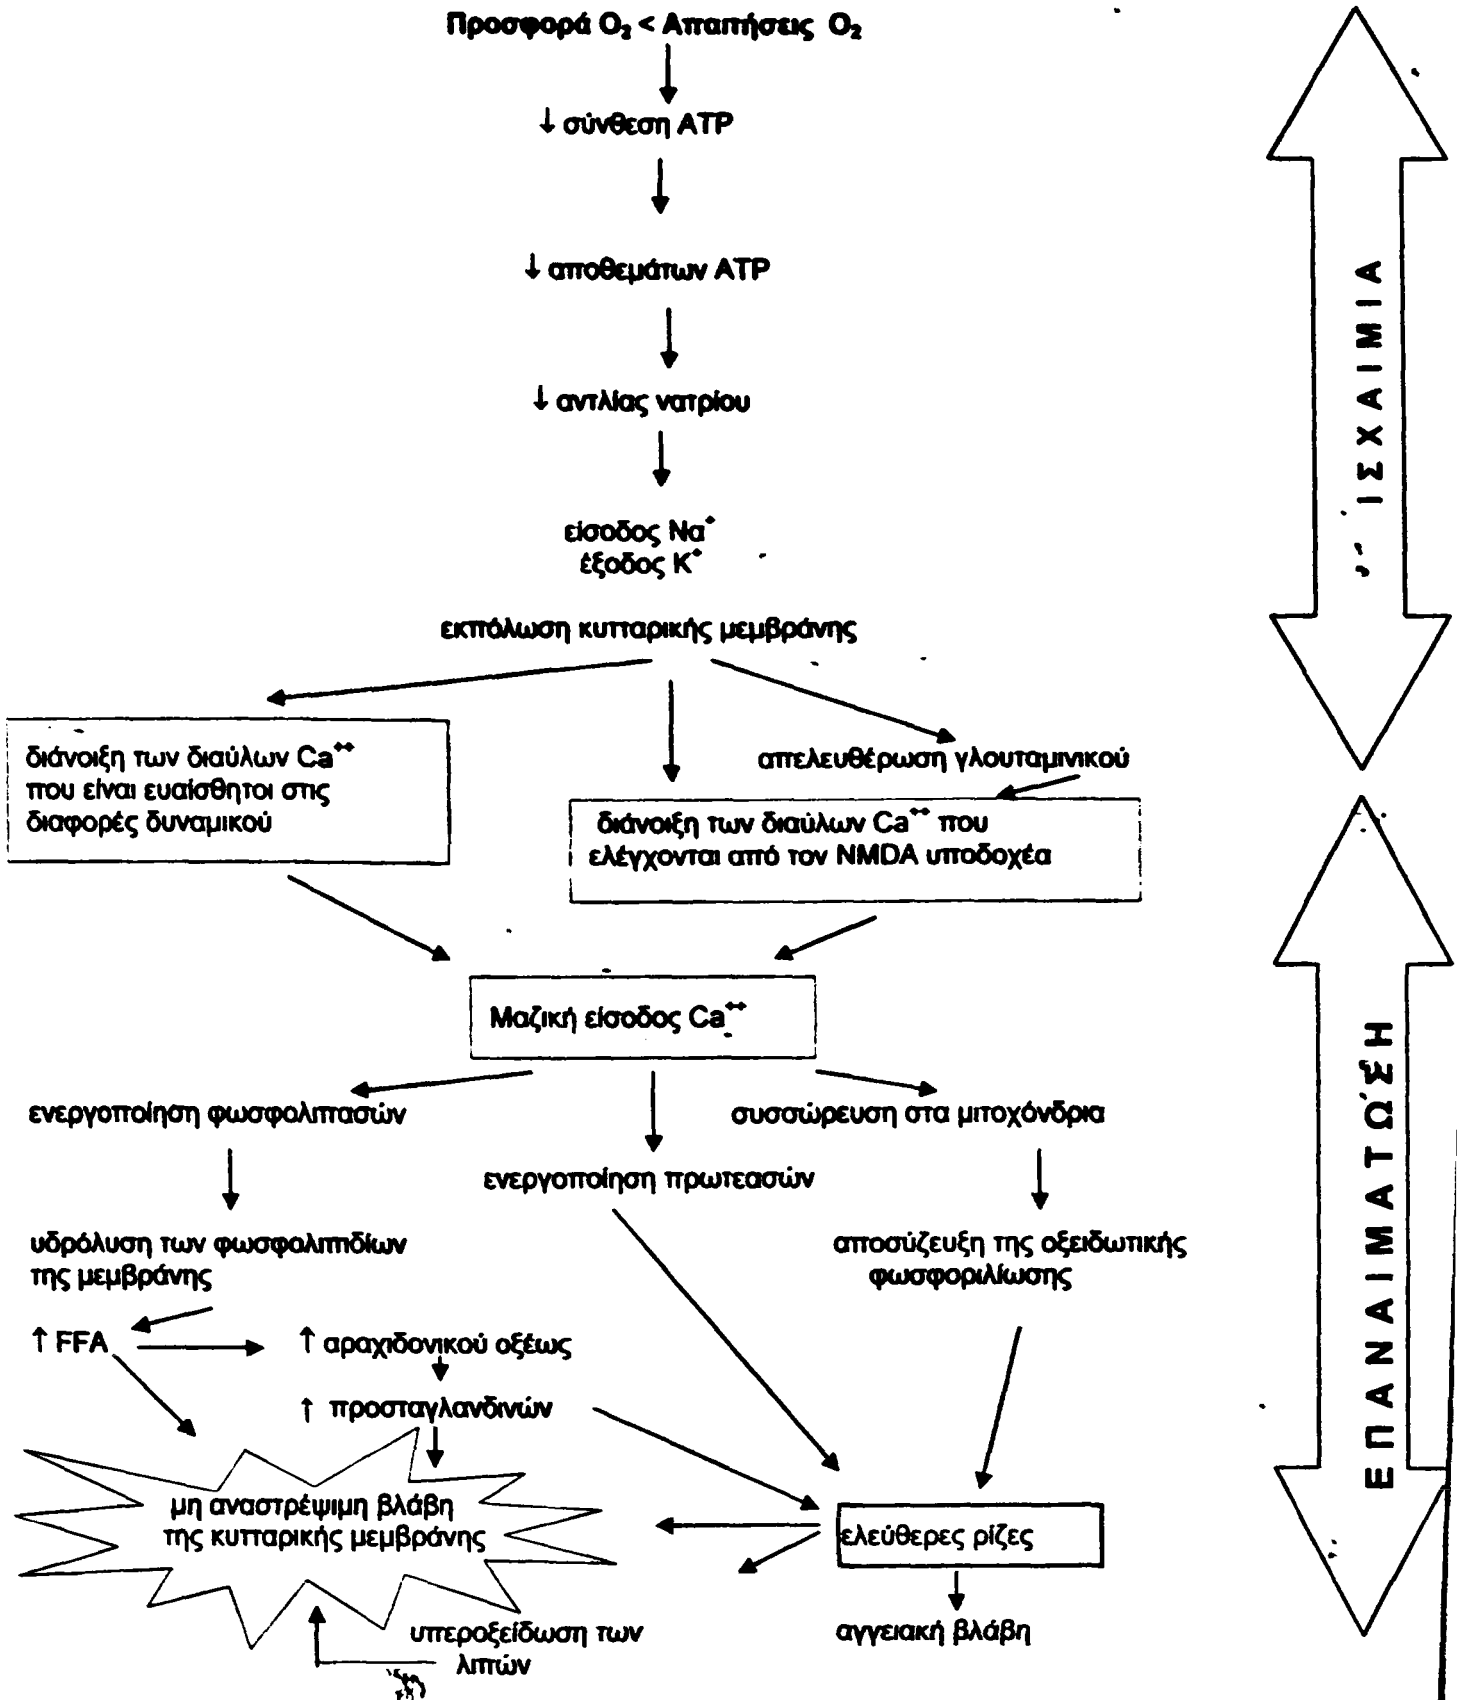 Προσφορά O₂ < Απαιτήσεις O₂
↓ σύνθεση ATP
↓ αποθεμάτων ATP
↓ αντλίας νατρίου
είσοδος Να⁺
έξοδος Κ⁺
εκπόλωση κυτταρικής μεμβράνης
διάνοιξη των διαύλων Ca⁺⁺
που είναι ευαίσθητοι στις
διαφορές δυναμικού
απελευθέρωση γλουταμινικού
διάνοιξη των διαύλων Ca⁺⁺ που
ελέγχονται από τον NMDA υποδοχέα
Μαζική είσοδος Ca⁺⁺
ενεργοποίηση φωσφολιπασών
συσσώρευση στα μιτοχόνδρια
ενεργοποίηση πρωτεασών
υδρόλυση των φωσφολιπιδίων
της μεμβράνης
αποσύζευξη της οξειδωτικής
φωσφοριλίωσης
↑ FFA
↑ αραχιδονικού οξέως
↑ προσταγλανδινών
μη αναστρέψιμη βλάβη
της κυτταρικής μεμβράνης
ελεύθερες ρίζες
υπεροξείδωση των
λιπών
αγγειακή βλάβη
ΙΣΧΑΙΜΙΑ
ΕΠΑΝΑΙΜΑΤΩΣΗ